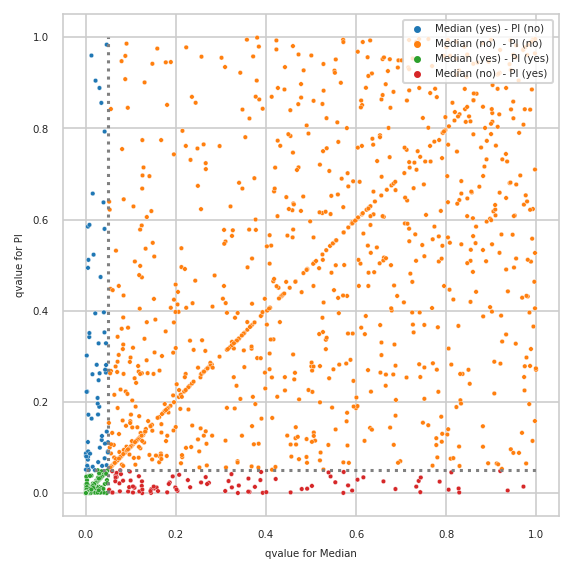 Median (yes) - PI (no)
Median (no)  - PI (no)
Median (yes) - PI (yes)
Median (no)  - PI (yes)
1.0
0.8
0.6
0.4
0.2
0.0
qvalue for PI
0.0 0.2 0.4 0.6 0.8 1.0
qvalue for Median